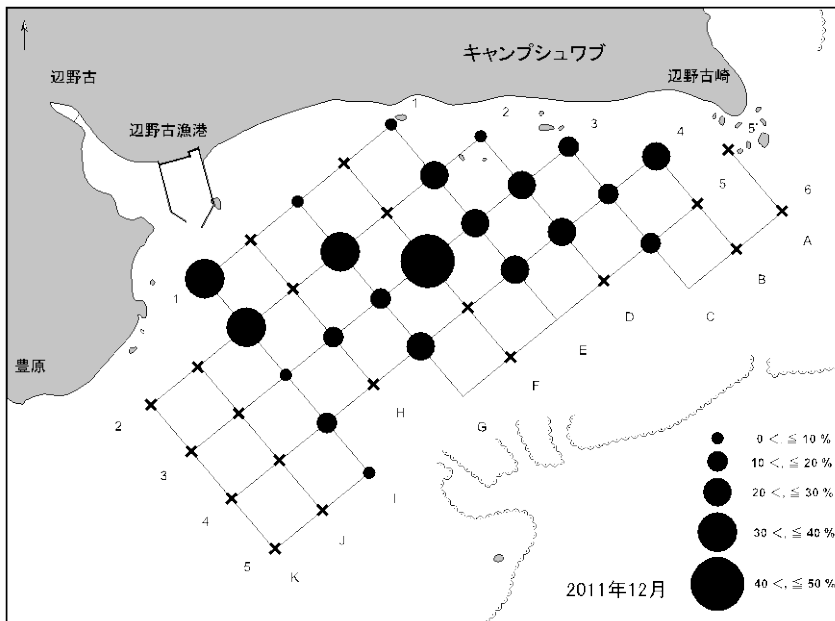 キャンプシュワブ
辺野古
辺野古崎
辺野古漁港
1
2
3
4
5'
5
6
A
B
C
D
E
F
G
H
I
J
K
1
2
3
4
5
豊原
0 <, ≦ 10 %
10 <, ≦ 20 %
20 <, ≦ 30 %
30 <, ≦ 40 %
40 <, ≦ 50 %
2011年12月